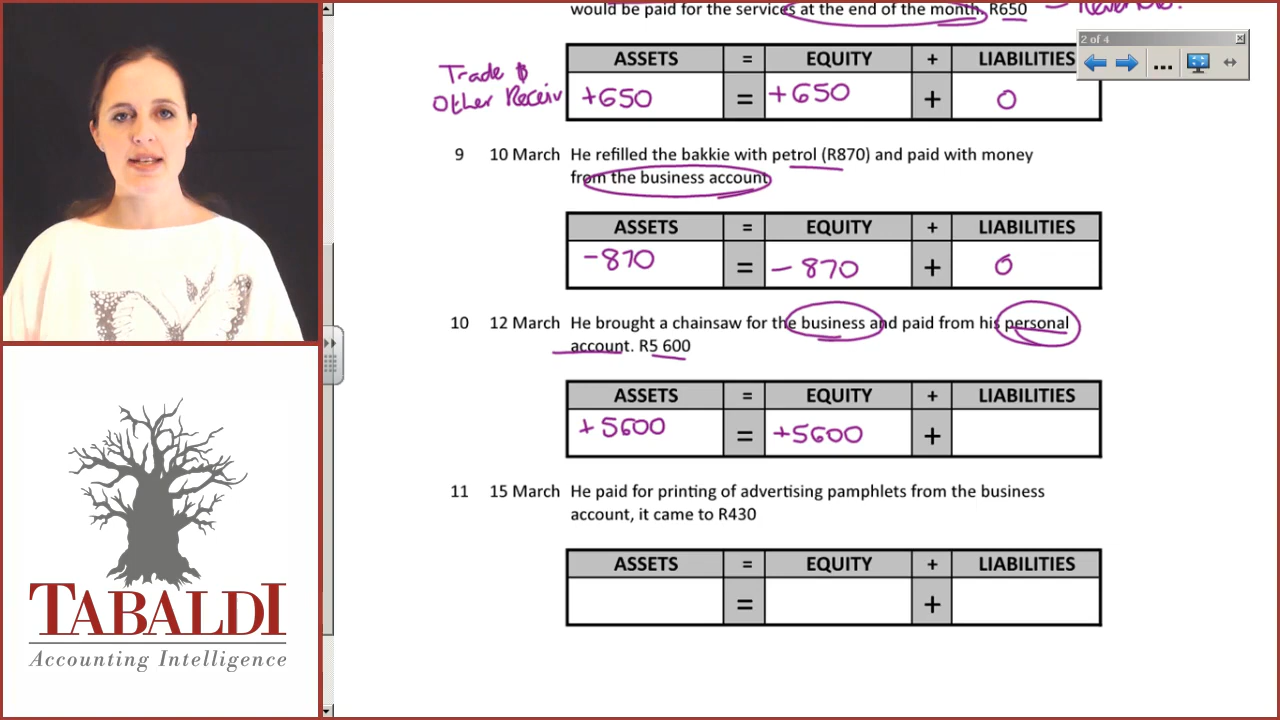 would be paid for the services at the end of the month. R650
2 of 4
ASSETS = EQUITY + LIABILITIES
Trade &
Other Receiv
+650 = +650 + 0
9 10 March He refilled the bakkie with petrol (R870) and paid with money
from the business account
ASSETS = EQUITY + LIABILITIES
-870 = - 870 + 0
10 12 March He brought a chainsaw for the business and paid from his personal
account. R5 600
ASSETS = EQUITY + LIABILITIES
+ 5600 = +5600 +
11 15 March He paid for printing of advertising pamphlets from the business
account, it came to R430
ASSETS = EQUITY + LIABILITIES
= +
TABALDI
Accounting Intelligence